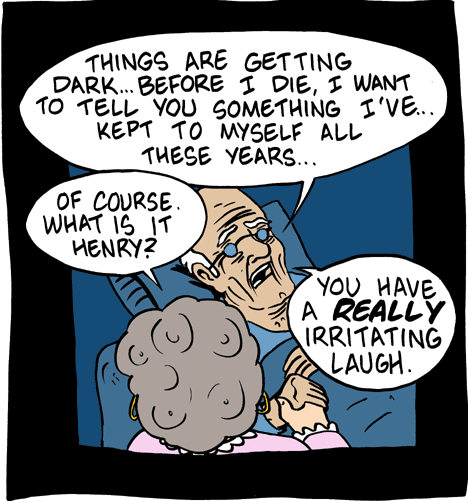 THINGS ARE GETTING
DARK... BEFORE I DIE, I WANT
TO TELL YOU SOMETHING I'VE...
KEPT TO MYSELF ALL
THESE YEARS...
OF COURSE.
WHAT IS IT
HENRY?
YOU HAVE
A REALLY
IRRITATING
LAUGH.